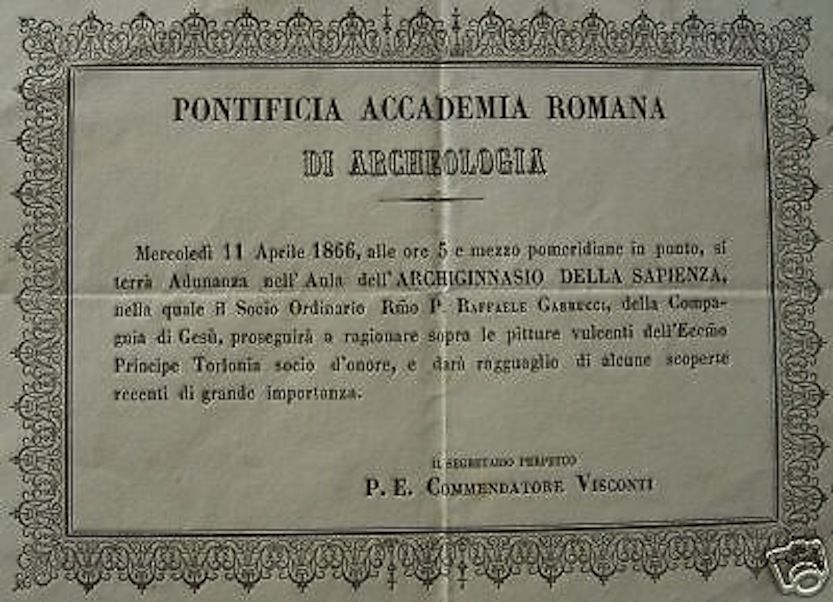 PONTIFICIA ACCADEMIA ROMANA
DI ARCHEOLOGIA
Mercoledì 11 Aprile 1866, alle ore 5 e mezzo pomeridiane in punto, si
terrà Adunanza nell'Aula dell'ARCHIGINNASIO DELLA SAPIENZA,
nella quale il Socio Ordinario Rm̃o P. RAFFAELE GARRUCCI, della Compa-
gnia di Gesù, proseguirà a ragionare sopra le pitture vulcenti dell'Eccm̃o
Principe Torlonia socio d'onore, e darà ragguaglio di alcune scoperte
recenti di grande importanza.
IL SEGRETARIO PERPETUO
P. E. COMMENDATORE VISCONTI